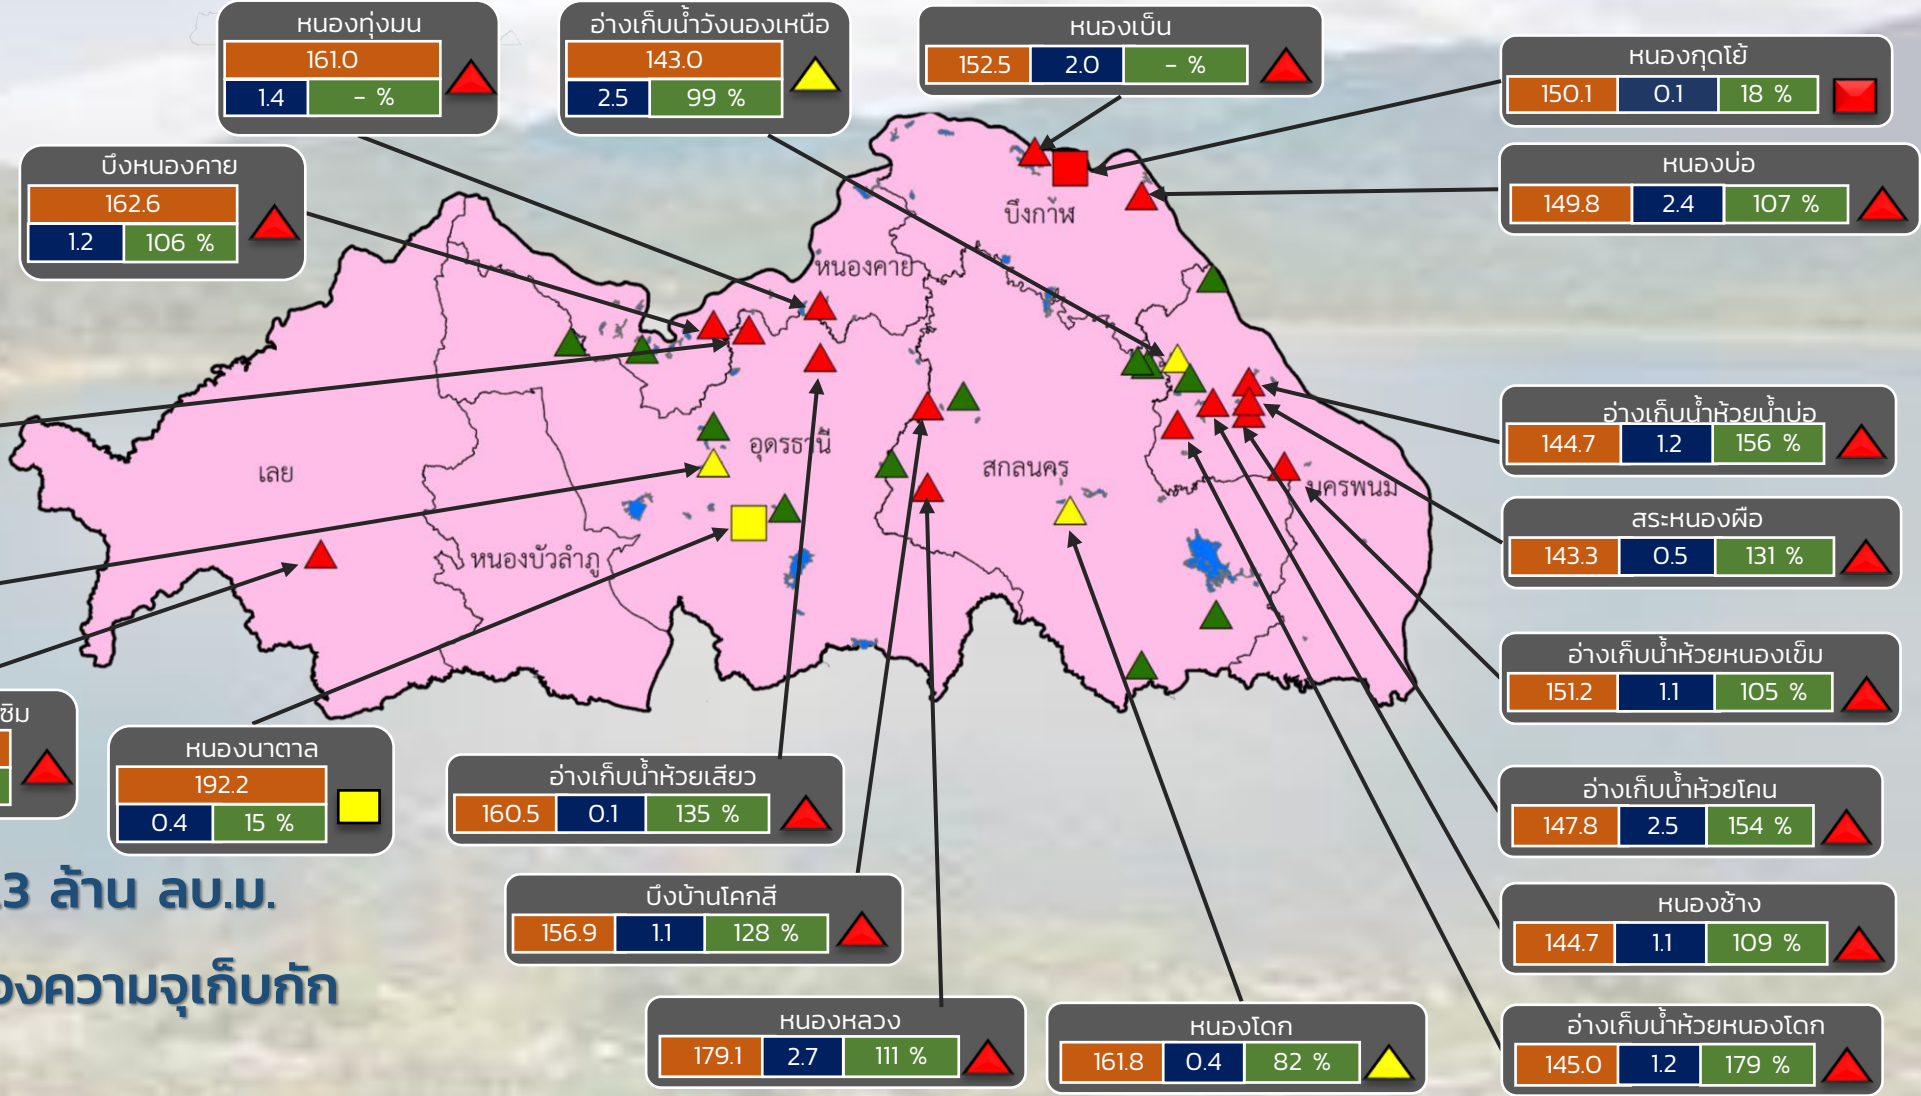 หนองทุ่งมน
161.0
1.4 - %
อ่างเก็บน้ำวังนองเหนือ
143.0
2.5 99 %
หนองเบ็น
152.5 2.0 - %
หนองกุดโย้
150.1 0.1 18 %
บึงหนองคาย
162.6
1.2 106 %
หนองบ่อ
149.8 2.4 107 %
บึงกาฬ
หนองคาย
อุดรธานี
เลย
สกลนคร
นครพนม
หนองบัวลำภู
อ่างเก็บน้ำห้วยน้ำบ่อ
144.7 1.2 156 %
สระหนองผือ
143.3 0.5 131 %
อ่างเก็บน้ำห้วยหนองเข็ม
151.2 1.1 105 %
ซิม
หนองนาตาล
192.2
0.4 15 %
อ่างเก็บน้ำห้วยเสียว
160.5 0.1 135 %
อ่างเก็บน้ำห้วยโคน
147.8 2.5 154 %
.3 ล้าน ลบ.ม.
บึงบ้านโคกสี
156.9 1.1 128 %
หนองช้าง
144.7 1.1 109 %
องความจุเก็บกัก
หนองหลวง
179.1 2.7 111 %
หนองโดก
161.8 0.4 82 %
อ่างเก็บน้ำห้วยหนองโดก
145.0 1.2 179 %